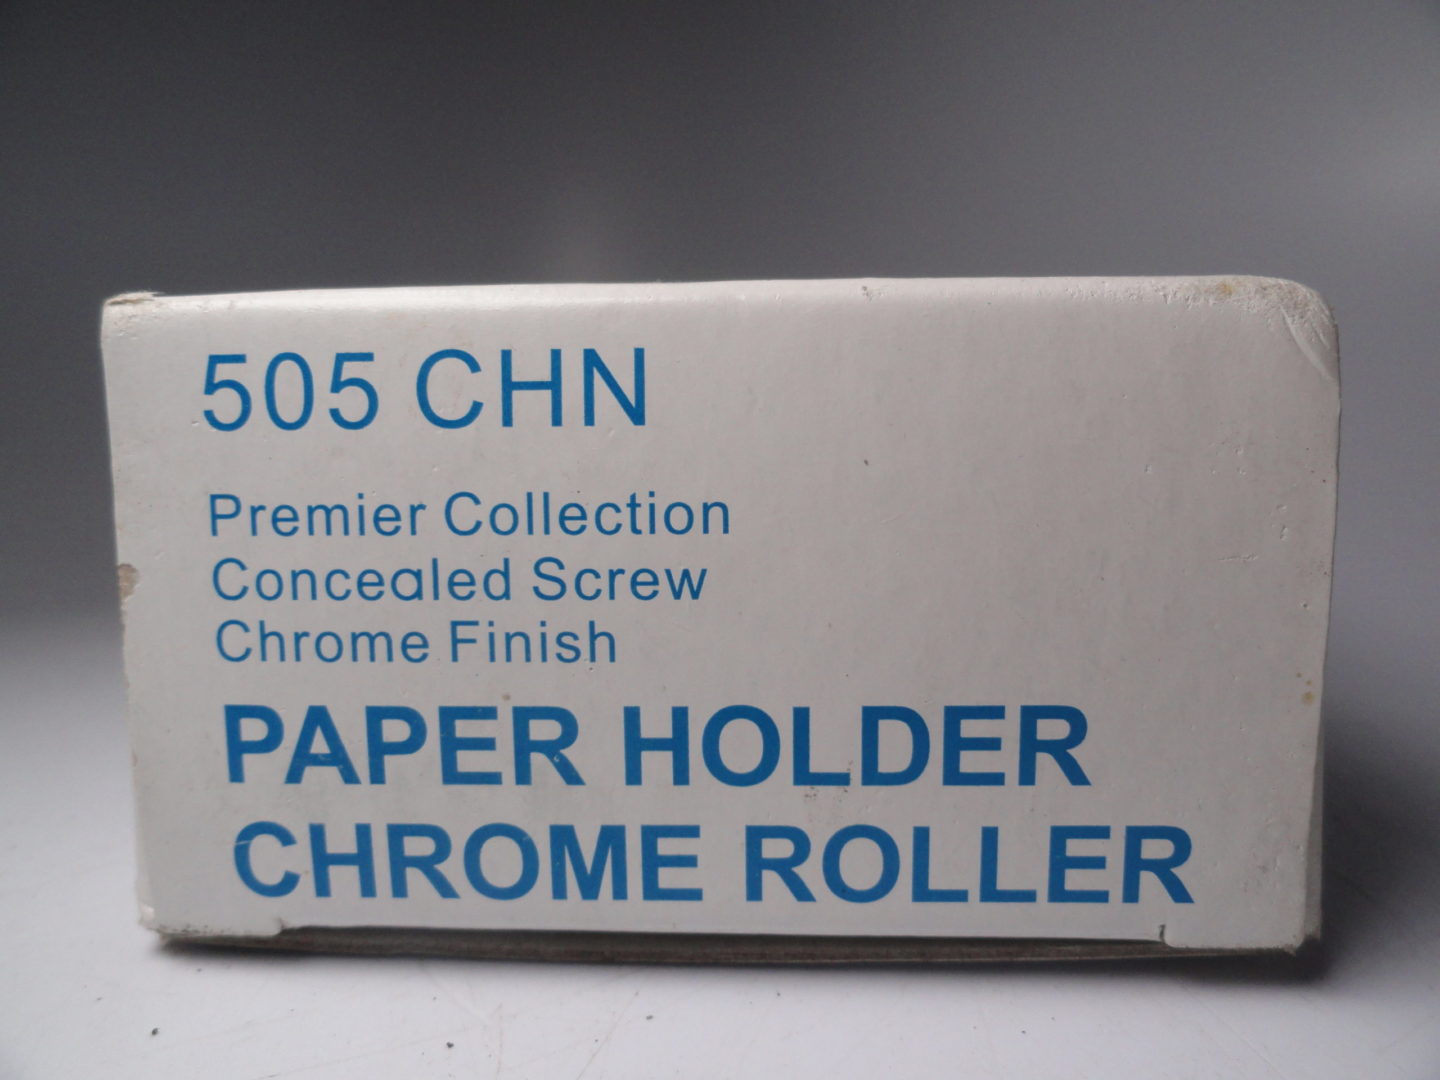 505 CHN
Premier Collection
Concealed Screw
Chrome Finish
PAPER HOLDER
CHROME ROLLER